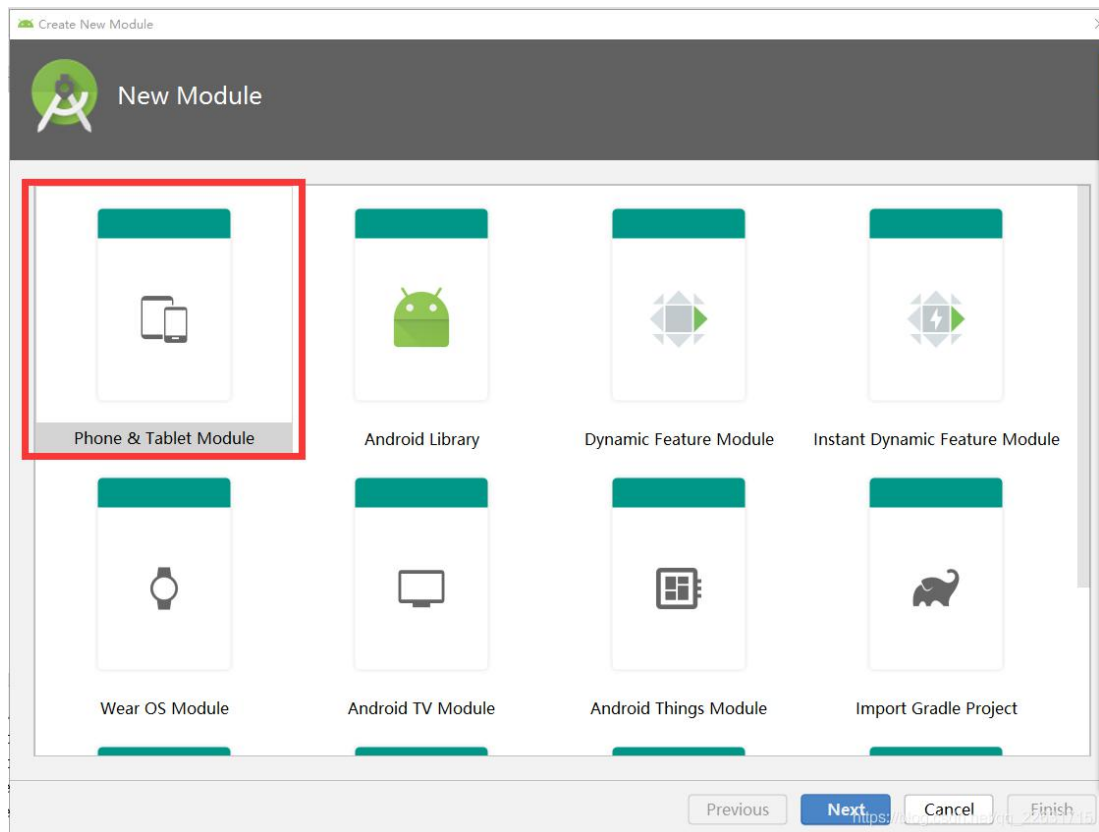 Create New Module
New Module
Phone & Tablet Module
Android Library
Dynamic Feature Module
Instant Dynamic Feature Module
Wear OS Module
Android TV Module
Android Things Module
Import Gradle Project
Previous
Next
Cancel
Finish